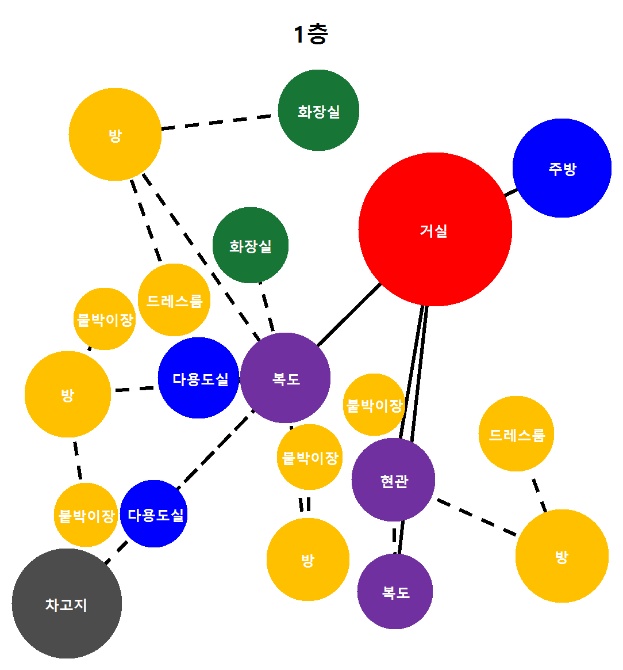 1층
화장실
방
주방
거실
화장실
드레스룸
붙박이장
다용도실
복도
방
붙박이장
드레스룸
붙박이장
현관
붙박이장
다용도실
방
방
복도
차고지